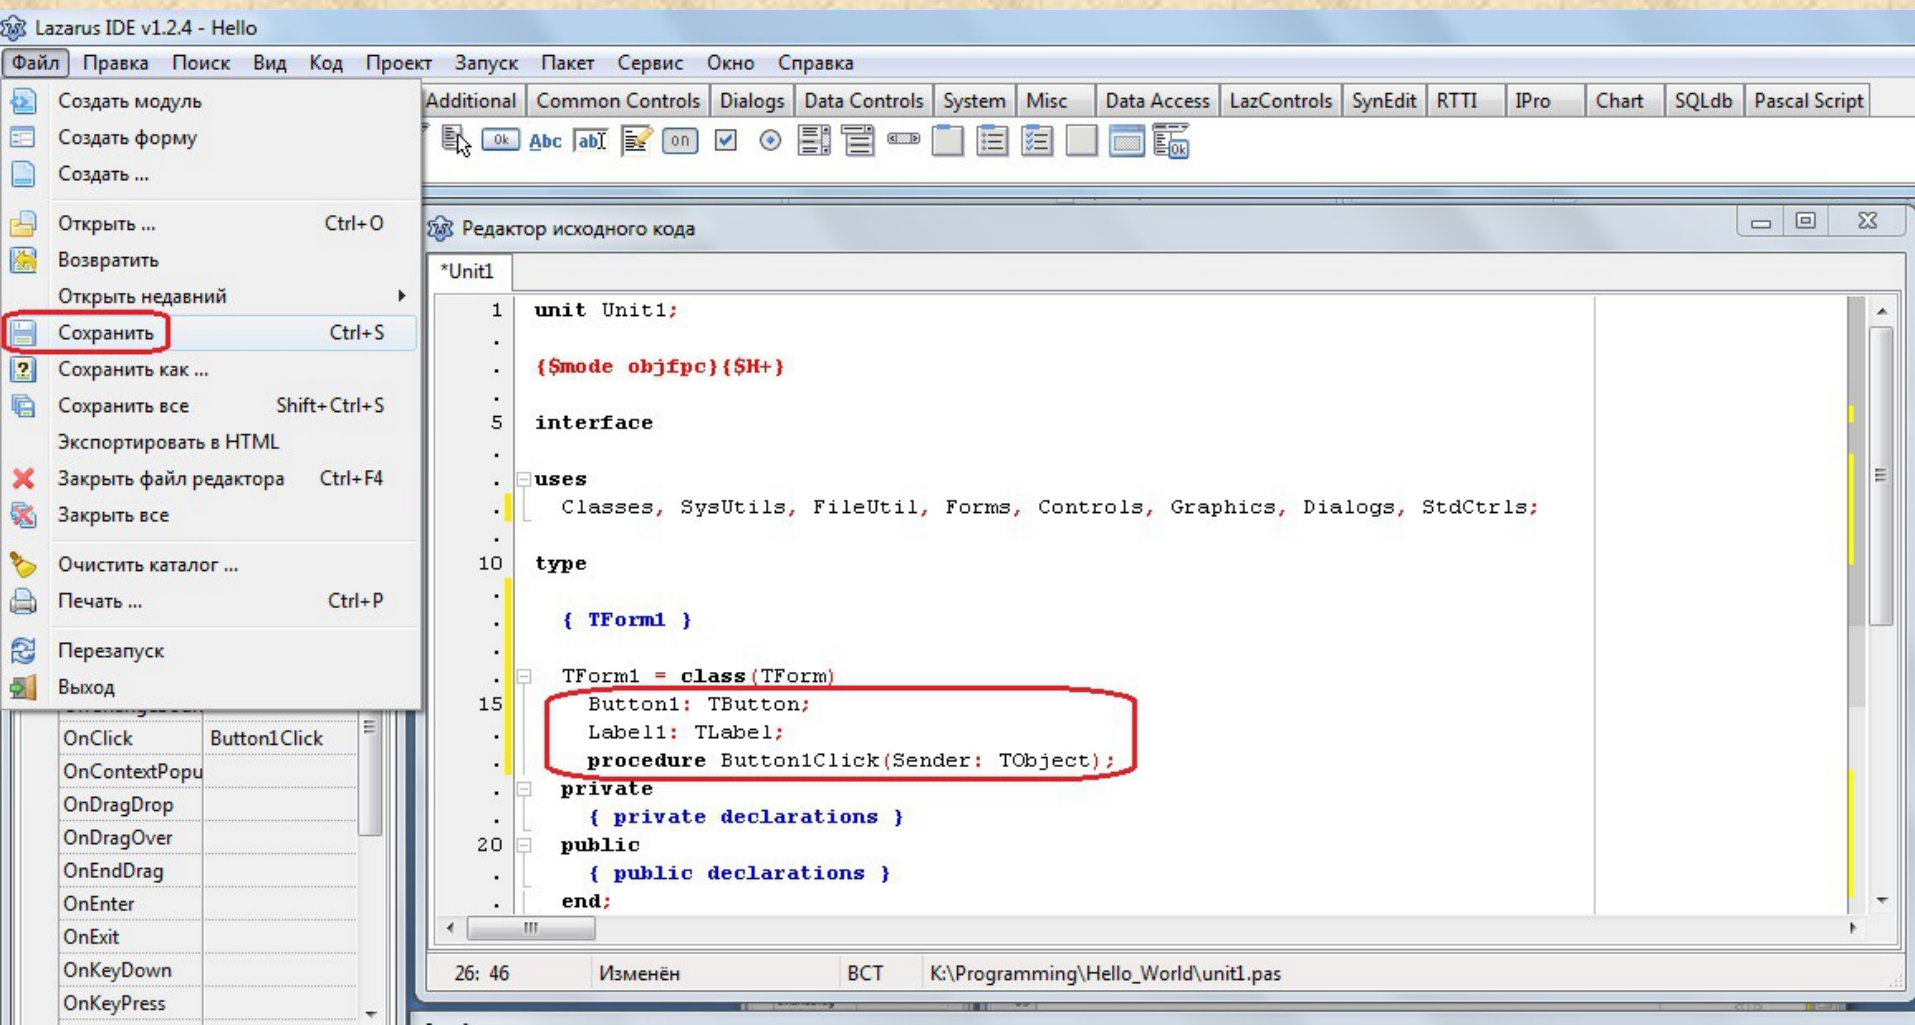 Lazarus IDE v1.2.4 - Hello
Файл Правка Поиск Вид Код Проект Запуск Пакет Сервис Окно Справка
Создать модуль
Создать форму
Создать ...
Открыть ... Ctrl+O
Возвратить
Открыть недавний
Сохранить Ctrl+S
Сохранить как ...
Сохранить все Shift+Ctrl+S
Экспортировать в HTML
Закрыть файл редактора Ctrl+F4
Закрыть все
Очистить каталог ...
Печать ... Ctrl+P
Перезапуск
Выход
Additional Common Controls Dialogs Data Controls System Misc Data Access LazControls SynEdit RTTI IPro Chart SQLdb Pascal Script
Ok Abc abI on Ok
Редактор исходного кода
*Unit1
1 unit Unit1;
{$mode objfpc}{$H+}
5 interface
uses
Classes, SysUtils, FileUtil, Forms, Controls, Graphics, Dialogs, StdCtrls;
10 type
{ TForm1 }
TForm1 = class(TForm)
15 Button1: TButton;
Label1: TLabel;
procedure Button1Click(Sender: TObject);
private
{ private declarations }
20 public
{ public declarations }
end;
26: 46 Изменён ВСТ K:\Programming\Hello_World\unit1.pas
OnClick Button1Click
OnContextPopu
OnDragDrop
OnDragOver
OnEndDrag
OnEnter
OnExit
OnKeyDown
OnKeyPress